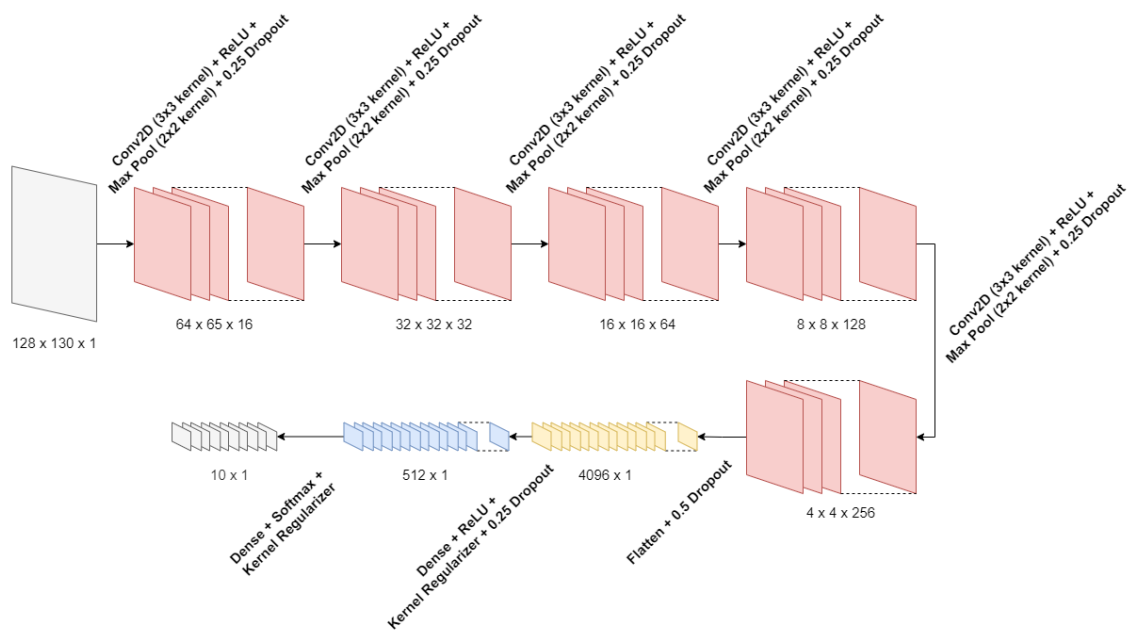 Conv2D (3x3 kernel) + ReLU +
Max Pool (2x2 kernel) + 0.25 Dropout
Conv2D (3x3 kernel) + ReLU +
Max Pool (2x2 kernel) + 0.25 Dropout
Conv2D (3x3 kernel) + ReLU +
Max Pool (2x2 kernel) + 0.25 Dropout
Conv2D (3x3 kernel) + ReLU +
Max Pool (2x2 kernel) + 0.25 Dropout
128 x 130 x 1
64 x 65 x 16
32 x 32 x 32
16 x 16 x 64
8 x 8 x 128
Conv2D (3x3 kernel) + ReLU +
Max Pool (2x2 kernel) + 0.25 Dropout
4 x 4 x 256
Flatten + 0.5 Dropout
4096 x 1
Dense + ReLU +
Kernel Regularizer + 0.25 Dropout
512 x 1
Dense + Softmax +
Kernel Regularizer
10 x 1